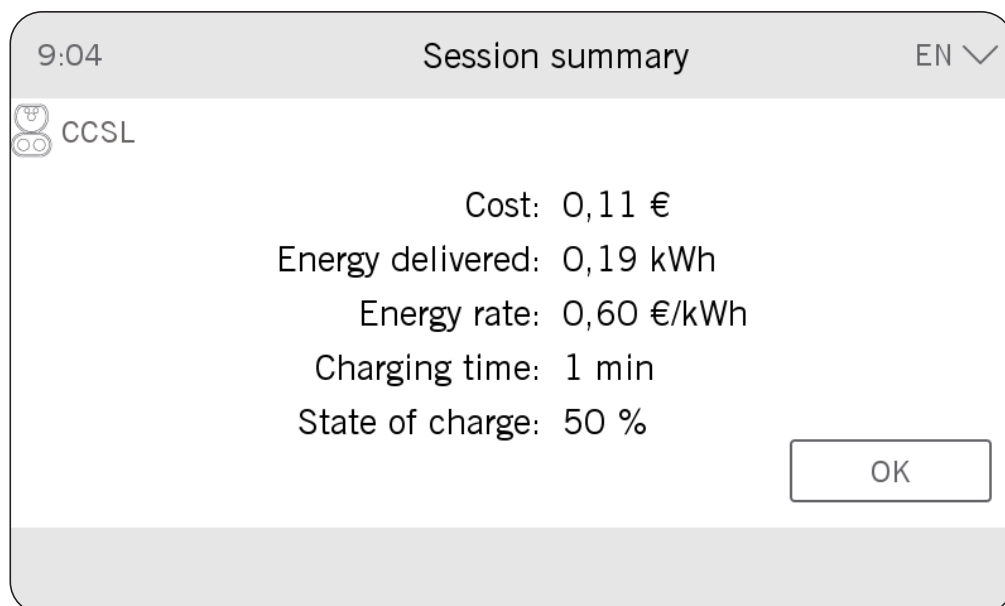 9:04 Session summary EN
CCSL
Cost: 0,11 €
Energy delivered: 0,19 kWh
Energy rate: 0,60 €/kWh
Charging time: 1 min
State of charge: 50 %
OK